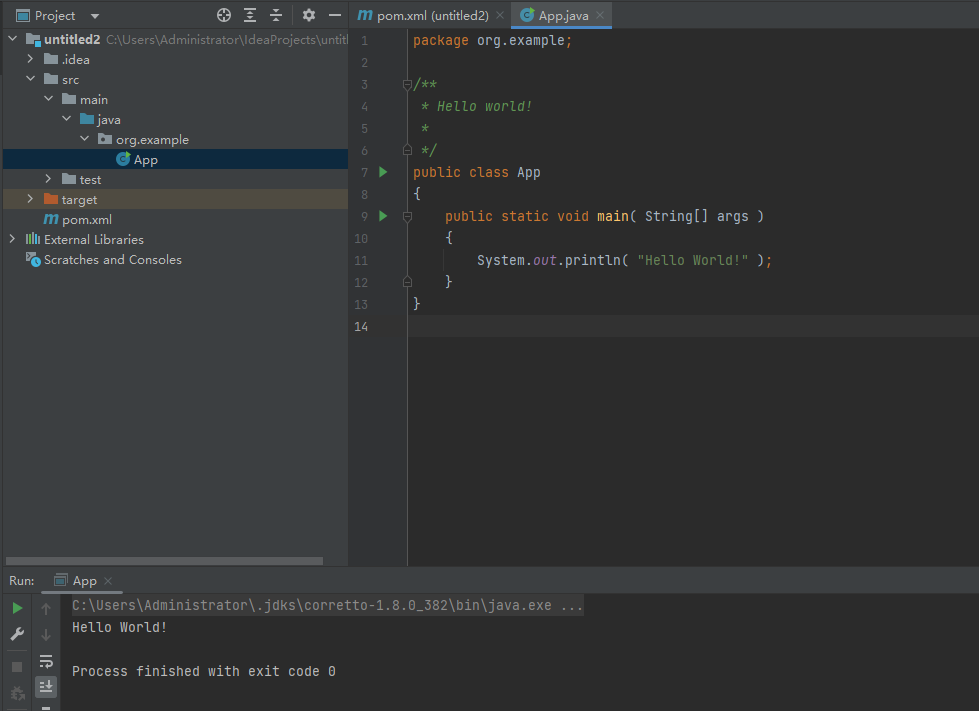 Project
untitled2 C:\Users\Administrator\IdeaProjects\untitl
.idea
src
main
java
org.example
App
test
target
pom.xml
External Libraries
Scratches and Consoles
pom.xml (untitled2)
App.java
1 package org.example;
2
3 /**
4 * Hello world!
5 *
6 */
7 public class App
8 {
9 public static void main( String[] args )
10 {
11 System.out.println( "Hello World!" );
12 }
13 }
14
Run: App
C:\Users\Administrator\.jdks\corretto-1.8.0_382\bin\java.exe ...
Hello World!
Process finished with exit code 0